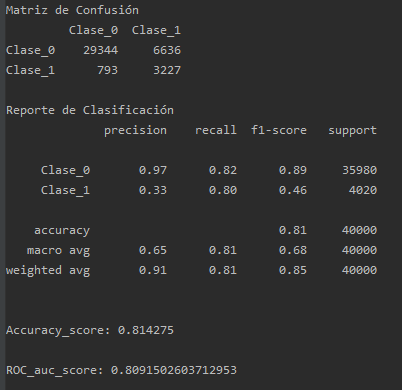 Matriz de Confusión
Clase_0 Clase_1
Clase_0 29344 6636
Clase_1 793 3227
Reporte de Clasificación
precision recall f1-score support
Clase_0 0.97 0.82 0.89 35980
Clase_1 0.33 0.80 0.46 4020
accuracy 0.81 40000
macro avg 0.65 0.81 0.68 40000
weighted avg 0.91 0.81 0.85 40000
Accuracy_score: 0.814275
ROC_auc_score: 0.8091502603712953